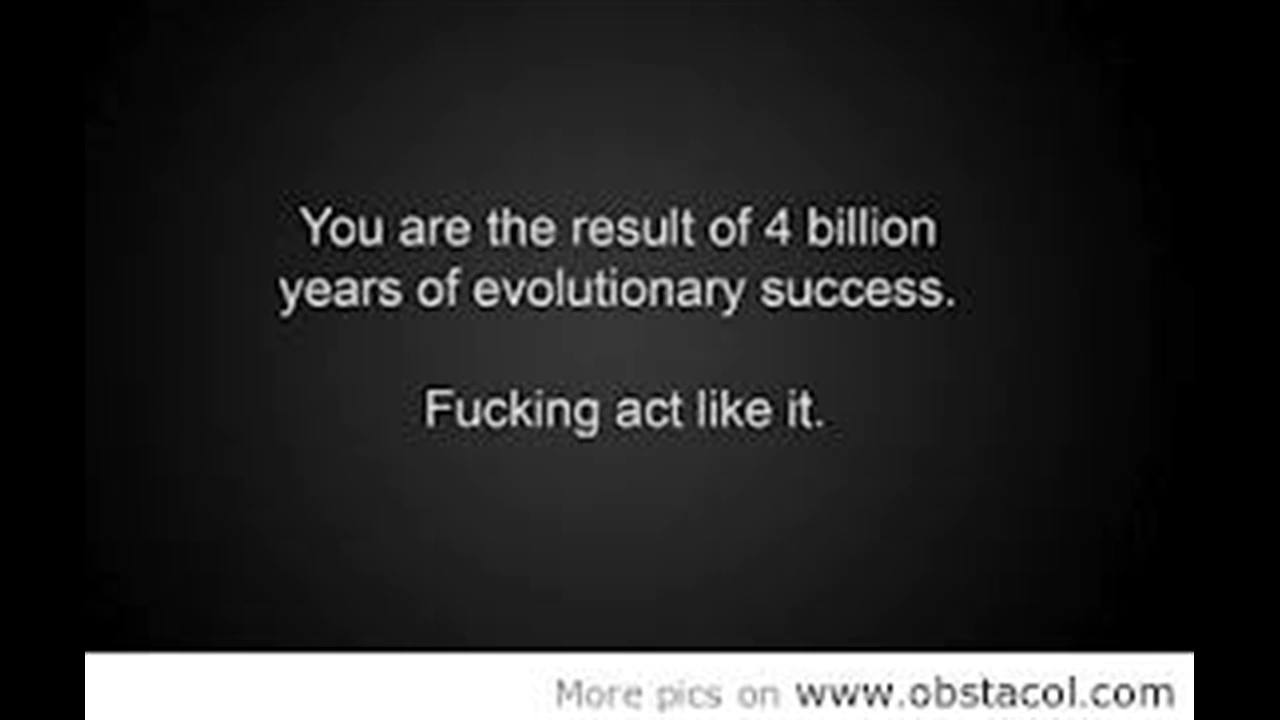 You are the result of 4 billion
years of evolutionary success.
Fucking act like it.
More pics on www.obstacol.com